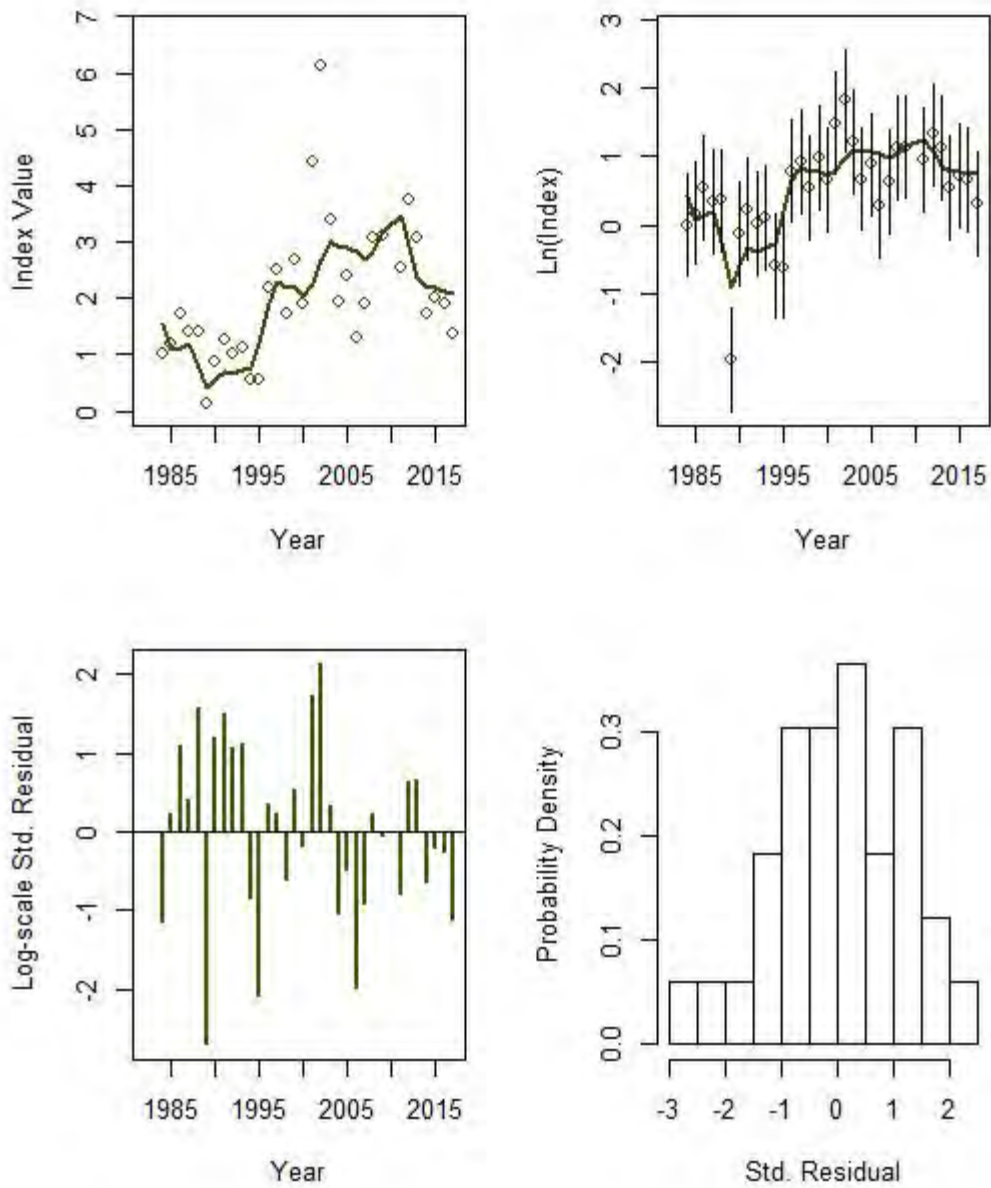 7
6
5
4
3
2
1
0
Index Value
1985 1995 2005 2015
Year
3
2
1
0
-1
-2
Ln(Index)
1985 1995 2005 2015
Year
2
1
0
-1
-2
Log-scale Std. Residual
1985 1995 2005 2015
Year
0.3
0.2
0.1
0.0
Probability Density
-3 -2 -1 0 1 2
Std. Residual